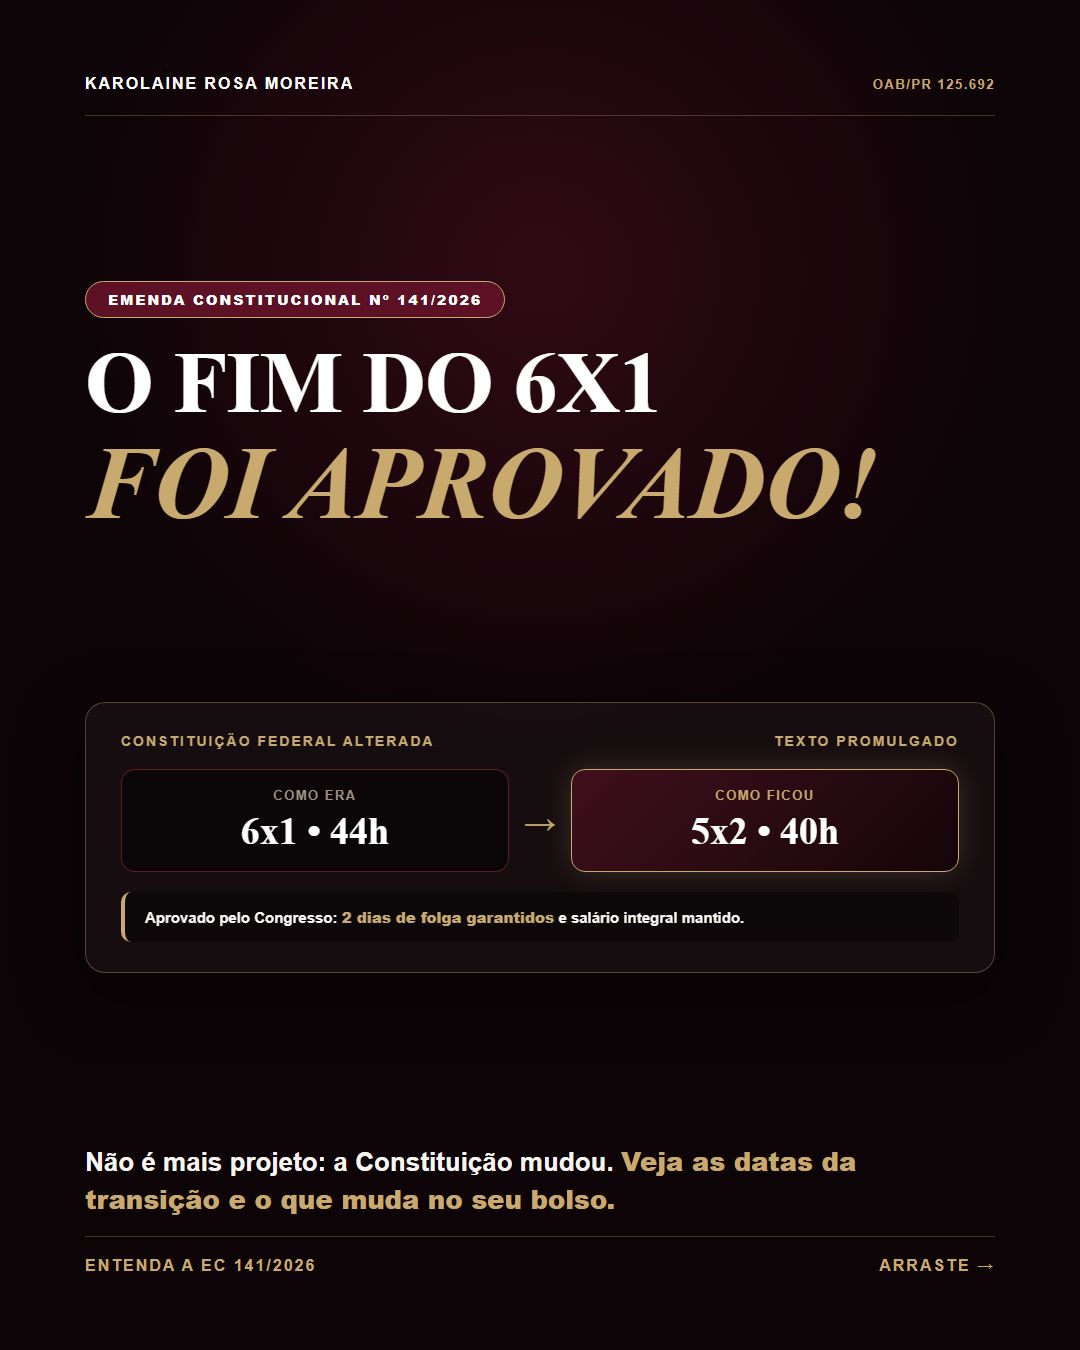 KAROLAINE ROSA MOREIRA
OAB/PR 125.692
EMENDA CONSTITUCIONAL Nº 141/2026
O FIM DO 6X1
FOI APROVADO!
CONSTITUIÇÃO FEDERAL ALTERADA
TEXTO PROMULGADO
COMO ERA
6x1 • 44h
→
COMO FICOU
5x2 • 40h
Aprovado pelo Congresso: 2 dias de folga garantidos e salário integral mantido.
Não é mais projeto: a Constituição mudou. Veja as datas da
transição e o que muda no seu bolso.
ENTENDA A EC 141/2026
ARRASTE →